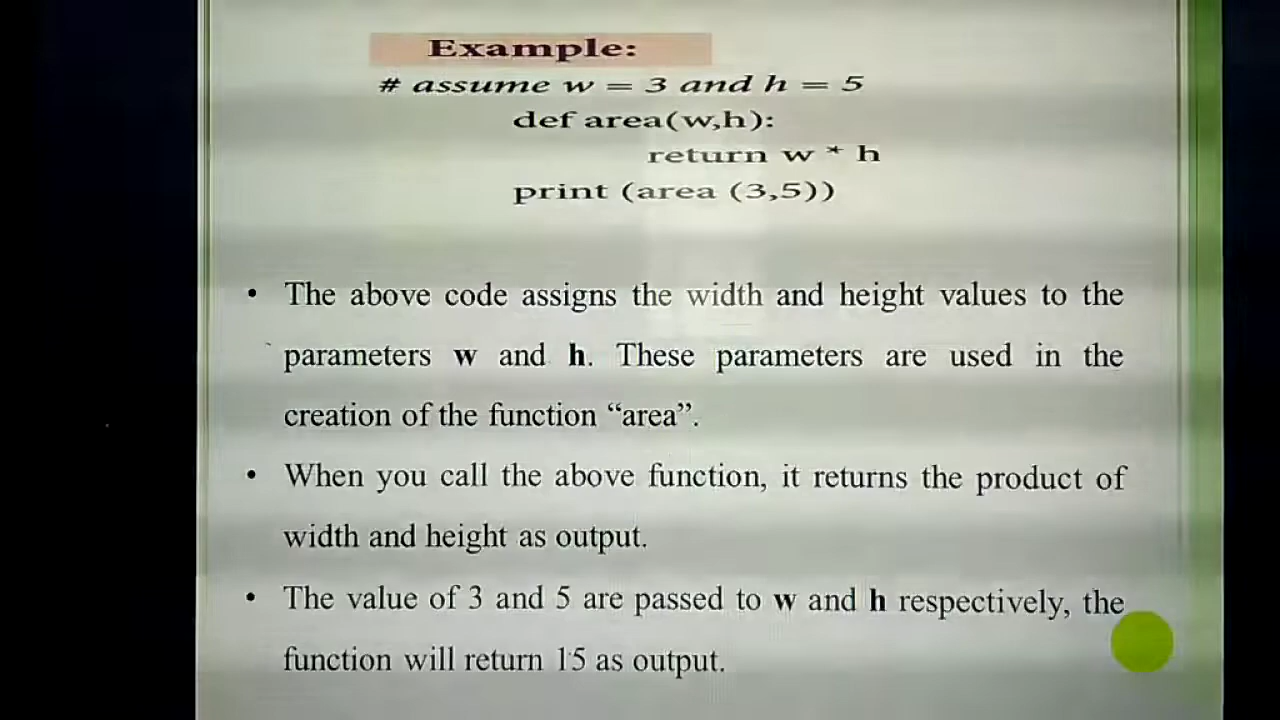 Example:
# assume w = 3 and h = 5
def area(w,h):
return w * h
print (area (3,5))
• The above code assigns the width and height values to the
parameters w and h. These parameters are used in the
creation of the function “area”.
• When you call the above function, it returns the product of
width and height as output.
• The value of 3 and 5 are passed to w and h respectively, the
function will return 15 as output.